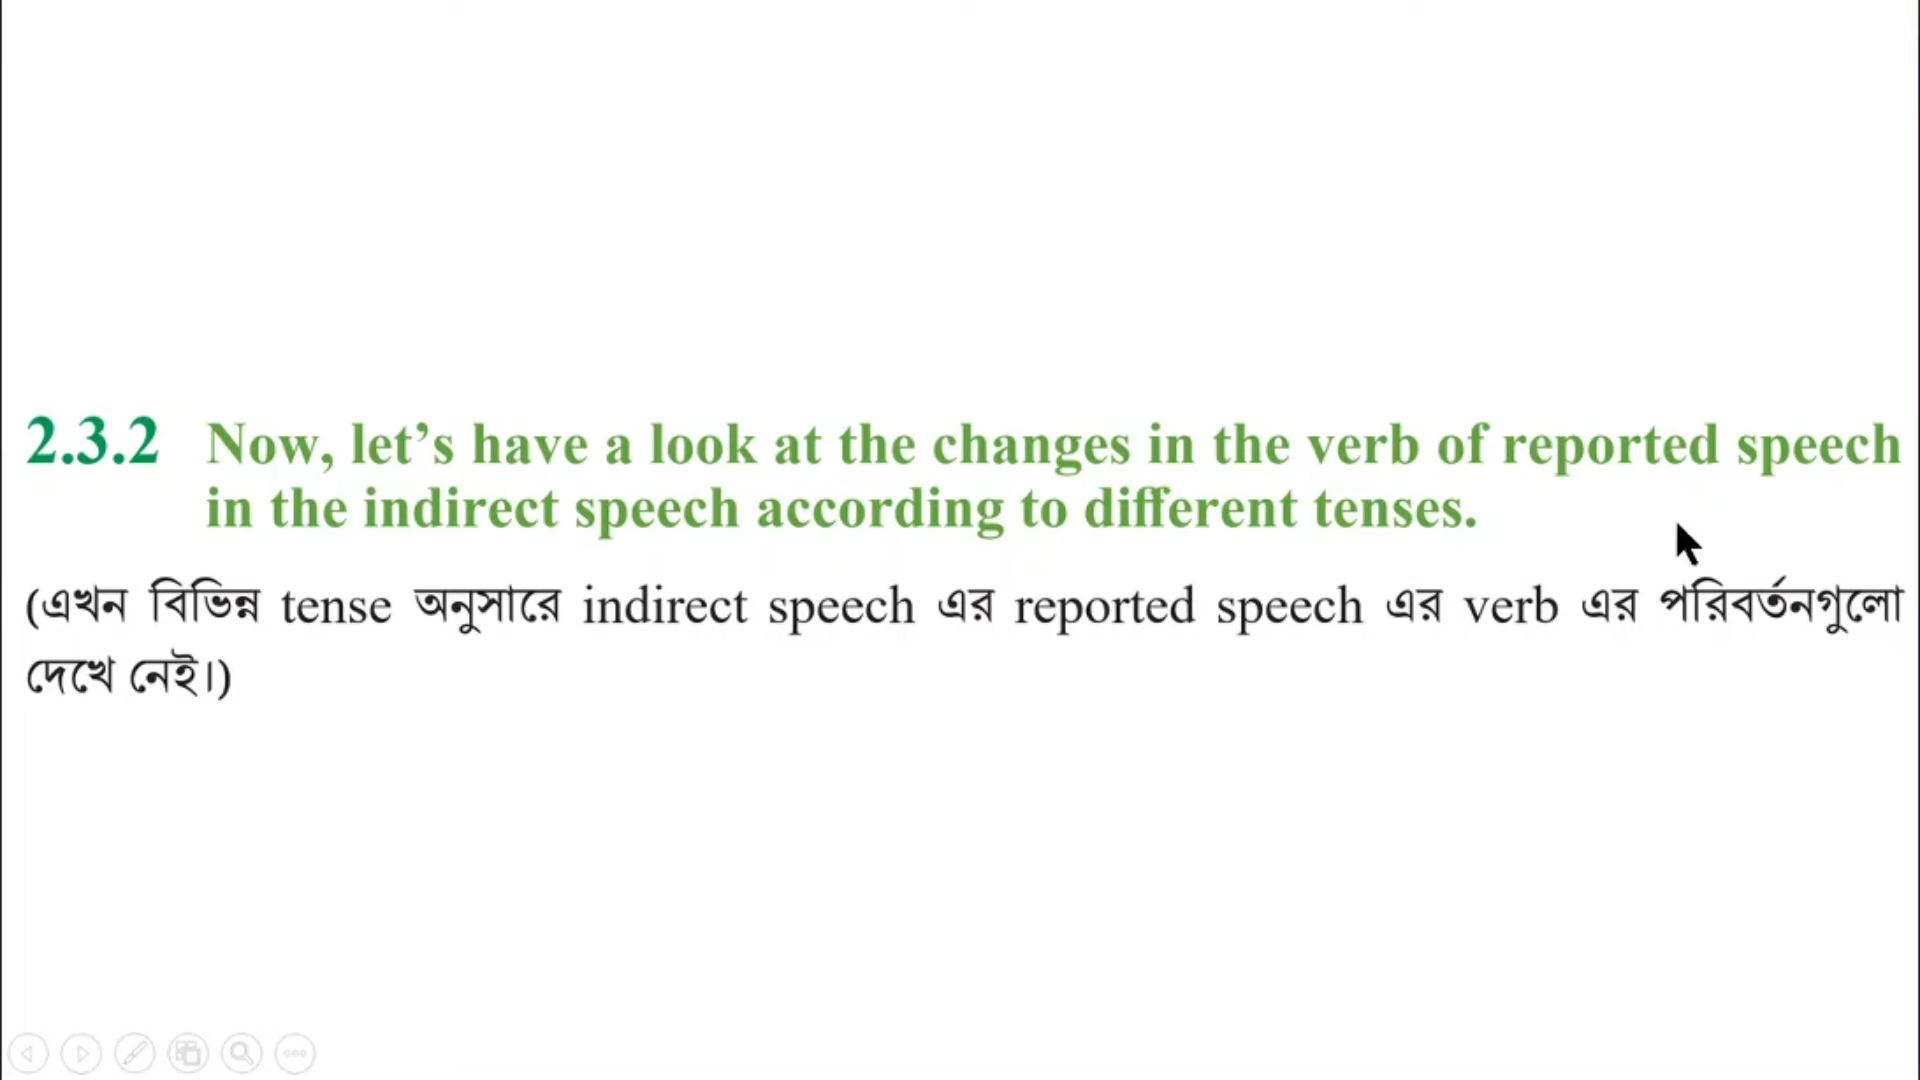 2.3.2 Now, let’s have a look at the changes in the verb of reported speech
in the indirect speech according to different tenses.
(এখন বিভিন্ন tense অনুসারে indirect speech এর reported speech এর verb এর পরিবর্তনগুলো
দেখে নেই।)